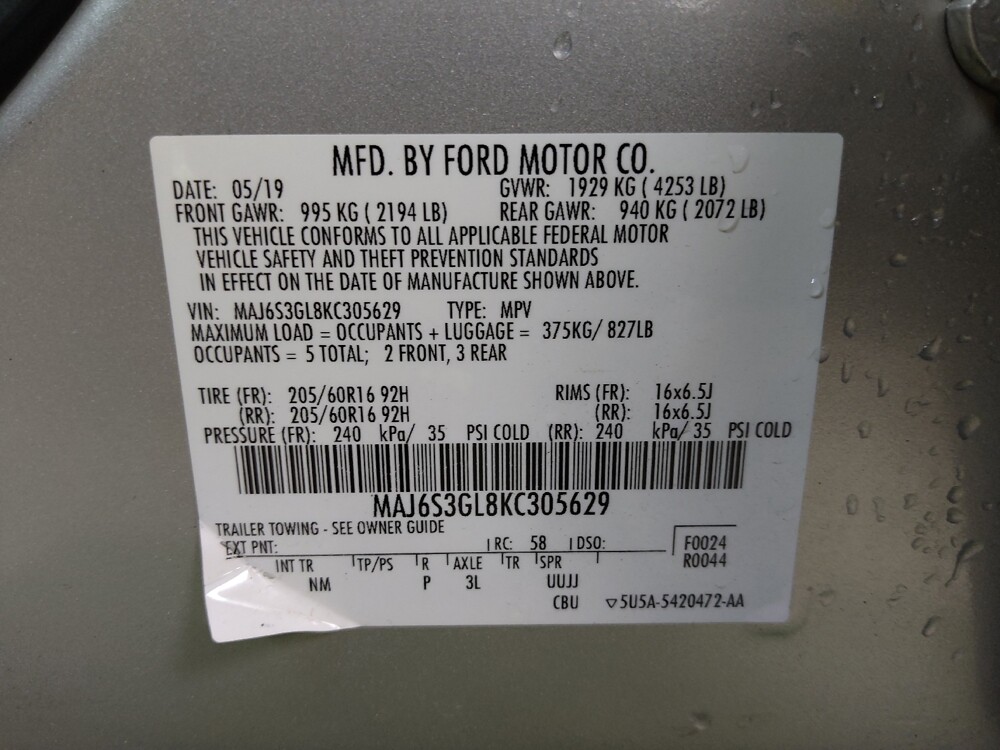 MFD. BY FORD MOTOR CO.
DATE: 05/19 GVWR: 1929 KG ( 4253 LB)
FRONT GAWR: 995 KG ( 2194 LB) REAR GAWR: 940 KG ( 2072 LB)
THIS VEHICLE CONFORMS TO ALL APPLICABLE FEDERAL MOTOR
VEHICLE SAFETY AND THEFT PREVENTION STANDARDS
IN EFFECT ON THE DATE OF MANUFACTURE SHOWN ABOVE.
VIN: MAJ6S3GL8KC305629 TYPE: MPV
MAXIMUM LOAD = OCCUPANTS + LUGGAGE = 375KG/ 827LB
OCCUPANTS = 5 TOTAL; 2 FRONT, 3 REAR
TIRE (FR): 205/60R16 92H RIMS (FR): 16x6.5J
(RR): 205/60R16 92H (RR): 16x6.5J
PRESSURE (FR): 240 kPa/ 35 PSI COLD (RR): 240 kPa/ 35 PSI COLD
MAJ6S3GL8KC305629
TRAILER TOWING - SEE OWNER GUIDE
EXT PNT: RC: 58 DSO: F0024
INT TR TP/PS R AXLE TR SPR R0044
NM P 3L UUJJ
CBU ▽5U5A-5420472-AA